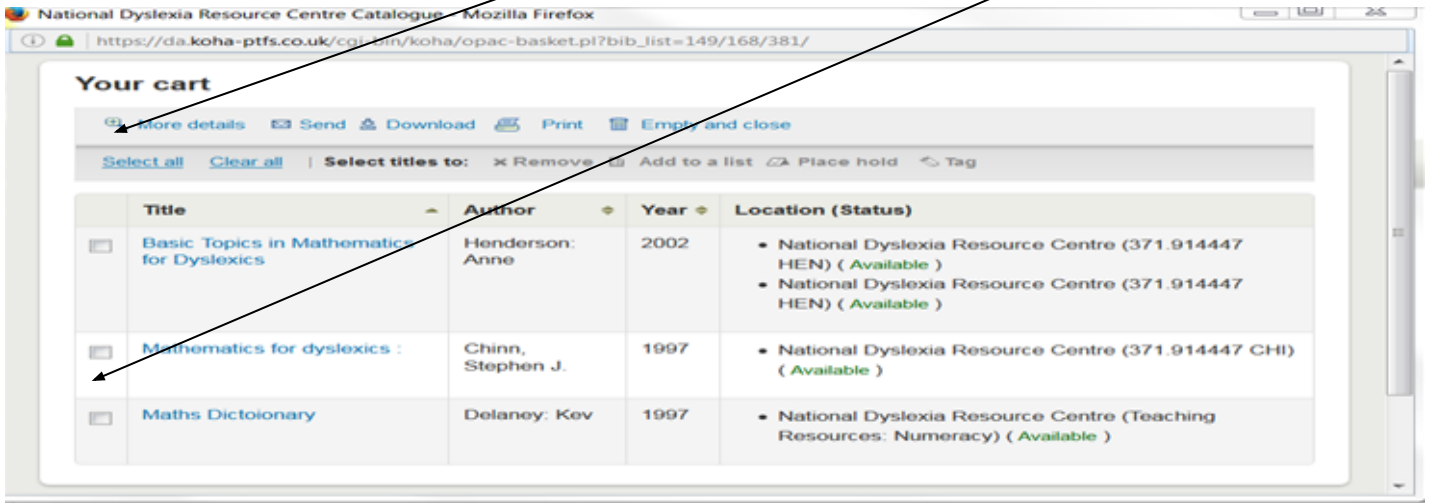 National Dyslexia Resource Centre Catalogue - Mozilla Firefox
https://da.koha-ptfs.co.uk/cgi-bin/koha/opac-basket.pl?bib_list=149/168/381/
Your cart
More details Send Download Print Empty and close
Select all Clear all | Select titles to: Remove Add to a list Place hold Tag
Title Author Year Location (Status)
Basic Topics in Mathematics Henderson: 2002 • National Dyslexia Resource Centre (371.914447
for Dyslexics Anne HEN) ( Available )
• National Dyslexia Resource Centre (371.914447
HEN) ( Available )
Mathematics for dyslexics : Chinn, 1997 • National Dyslexia Resource Centre (371.914447 CHI)
Stephen J. ( Available )
Maths Dictoionary Delaney: Kev 1997 • National Dyslexia Resource Centre (Teaching
Resources: Numeracy) ( Available )